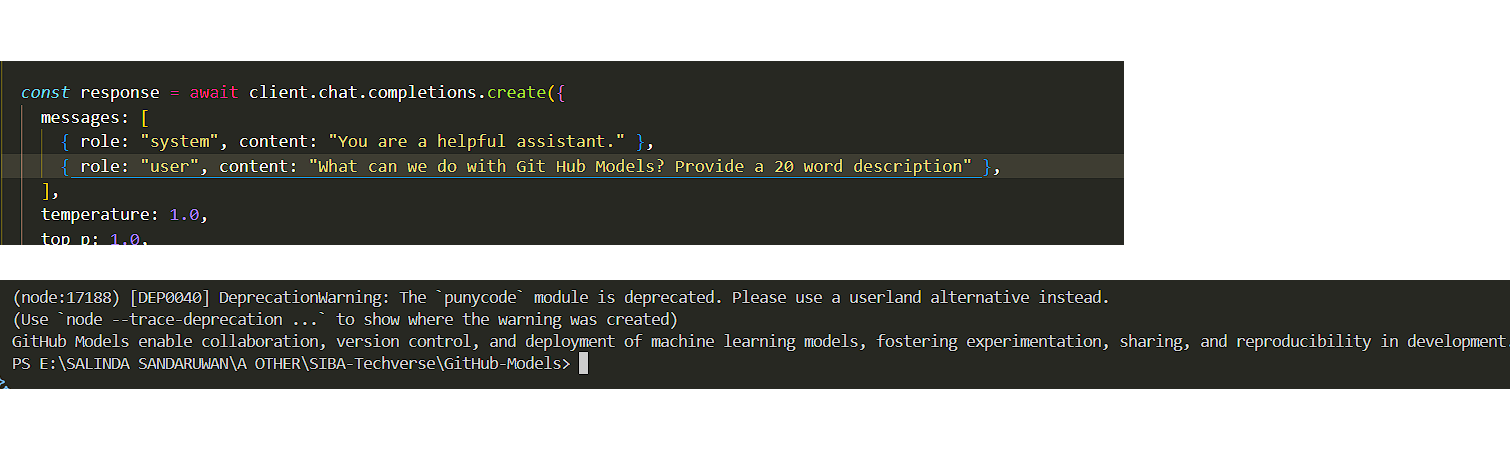 const response = await client.chat.completions.create({
messages: [
{ role: "system", content: "You are a helpful assistant." },
{ role: "user", content: "What can we do with Git Hub Models? Provide a 20 word description" },
],
temperature: 1.0,
top_p: 1.0,
(node:17188) [DEP0040] DeprecationWarning: The `punycode` module is deprecated. Please use a userland alternative instead.
(Use `node --trace-deprecation ...` to show where the warning was created)
GitHub Models enable collaboration, version control, and deployment of machine learning models, fostering experimentation, sharing, and reproducibility in development.
PS E:\SALINDA SANDARUWAN\A OTHER\SIBA-Techverse\GitHub-Models>